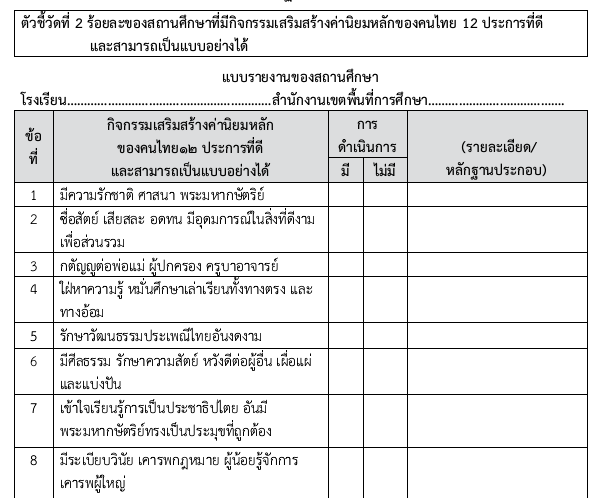 ตัวชี้วัดที่ 2 ร้อยละของสถานศึกษาที่มีกิจกรรมเสริมสร้างค่านิยมหลักของคนไทย 12 ประการที่ดี
และสามารถเป็นแบบอย่างได้
แบบรายงานของสถานศึกษา
โรงเรียน............................................................สำนักงานเขตพื้นที่การศึกษา........................................
ข้อ
ที่
กิจกรรมเสริมสร้างค่านิยมหลัก
ของคนไทย๑๒ ประการที่ดี
และสามารถเป็นแบบอย่างได้
การ
ดำเนินการ
มี ไม่มี
(รายละเอียด/
หลักฐานประกอบ)
1 มีความรักชาติ ศาสนา พระมหากษัตริย์
2 ซื่อสัตย์ เสียสละ อดทน มีอุดมการณ์ในสิ่งที่ดีงาม
เพื่อส่วนรวม
3 กตัญญูต่อพ่อแม่ ผู้ปกครอง ครูบาอาจารย์
4 ใฝ่หาความรู้ หมั่นศึกษาเล่าเรียนทั้งทางตรง และ
ทางอ้อม
5 รักษาวัฒนธรรมประเพณีไทยอันงดงาม
6 มีศีลธรรม รักษาความสัตย์ หวังดีต่อผู้อื่น เผื่อแผ่
และแบ่งปัน
7 เข้าใจเรียนรู้การเป็นประชาธิปไตย อันมี
พระมหากษัตริย์ทรงเป็นประมุขที่ถูกต้อง
8 มีระเบียบวินัย เคารพกฎหมาย ผู้น้อยรู้จักการ
เคารพผู้ใหญ่